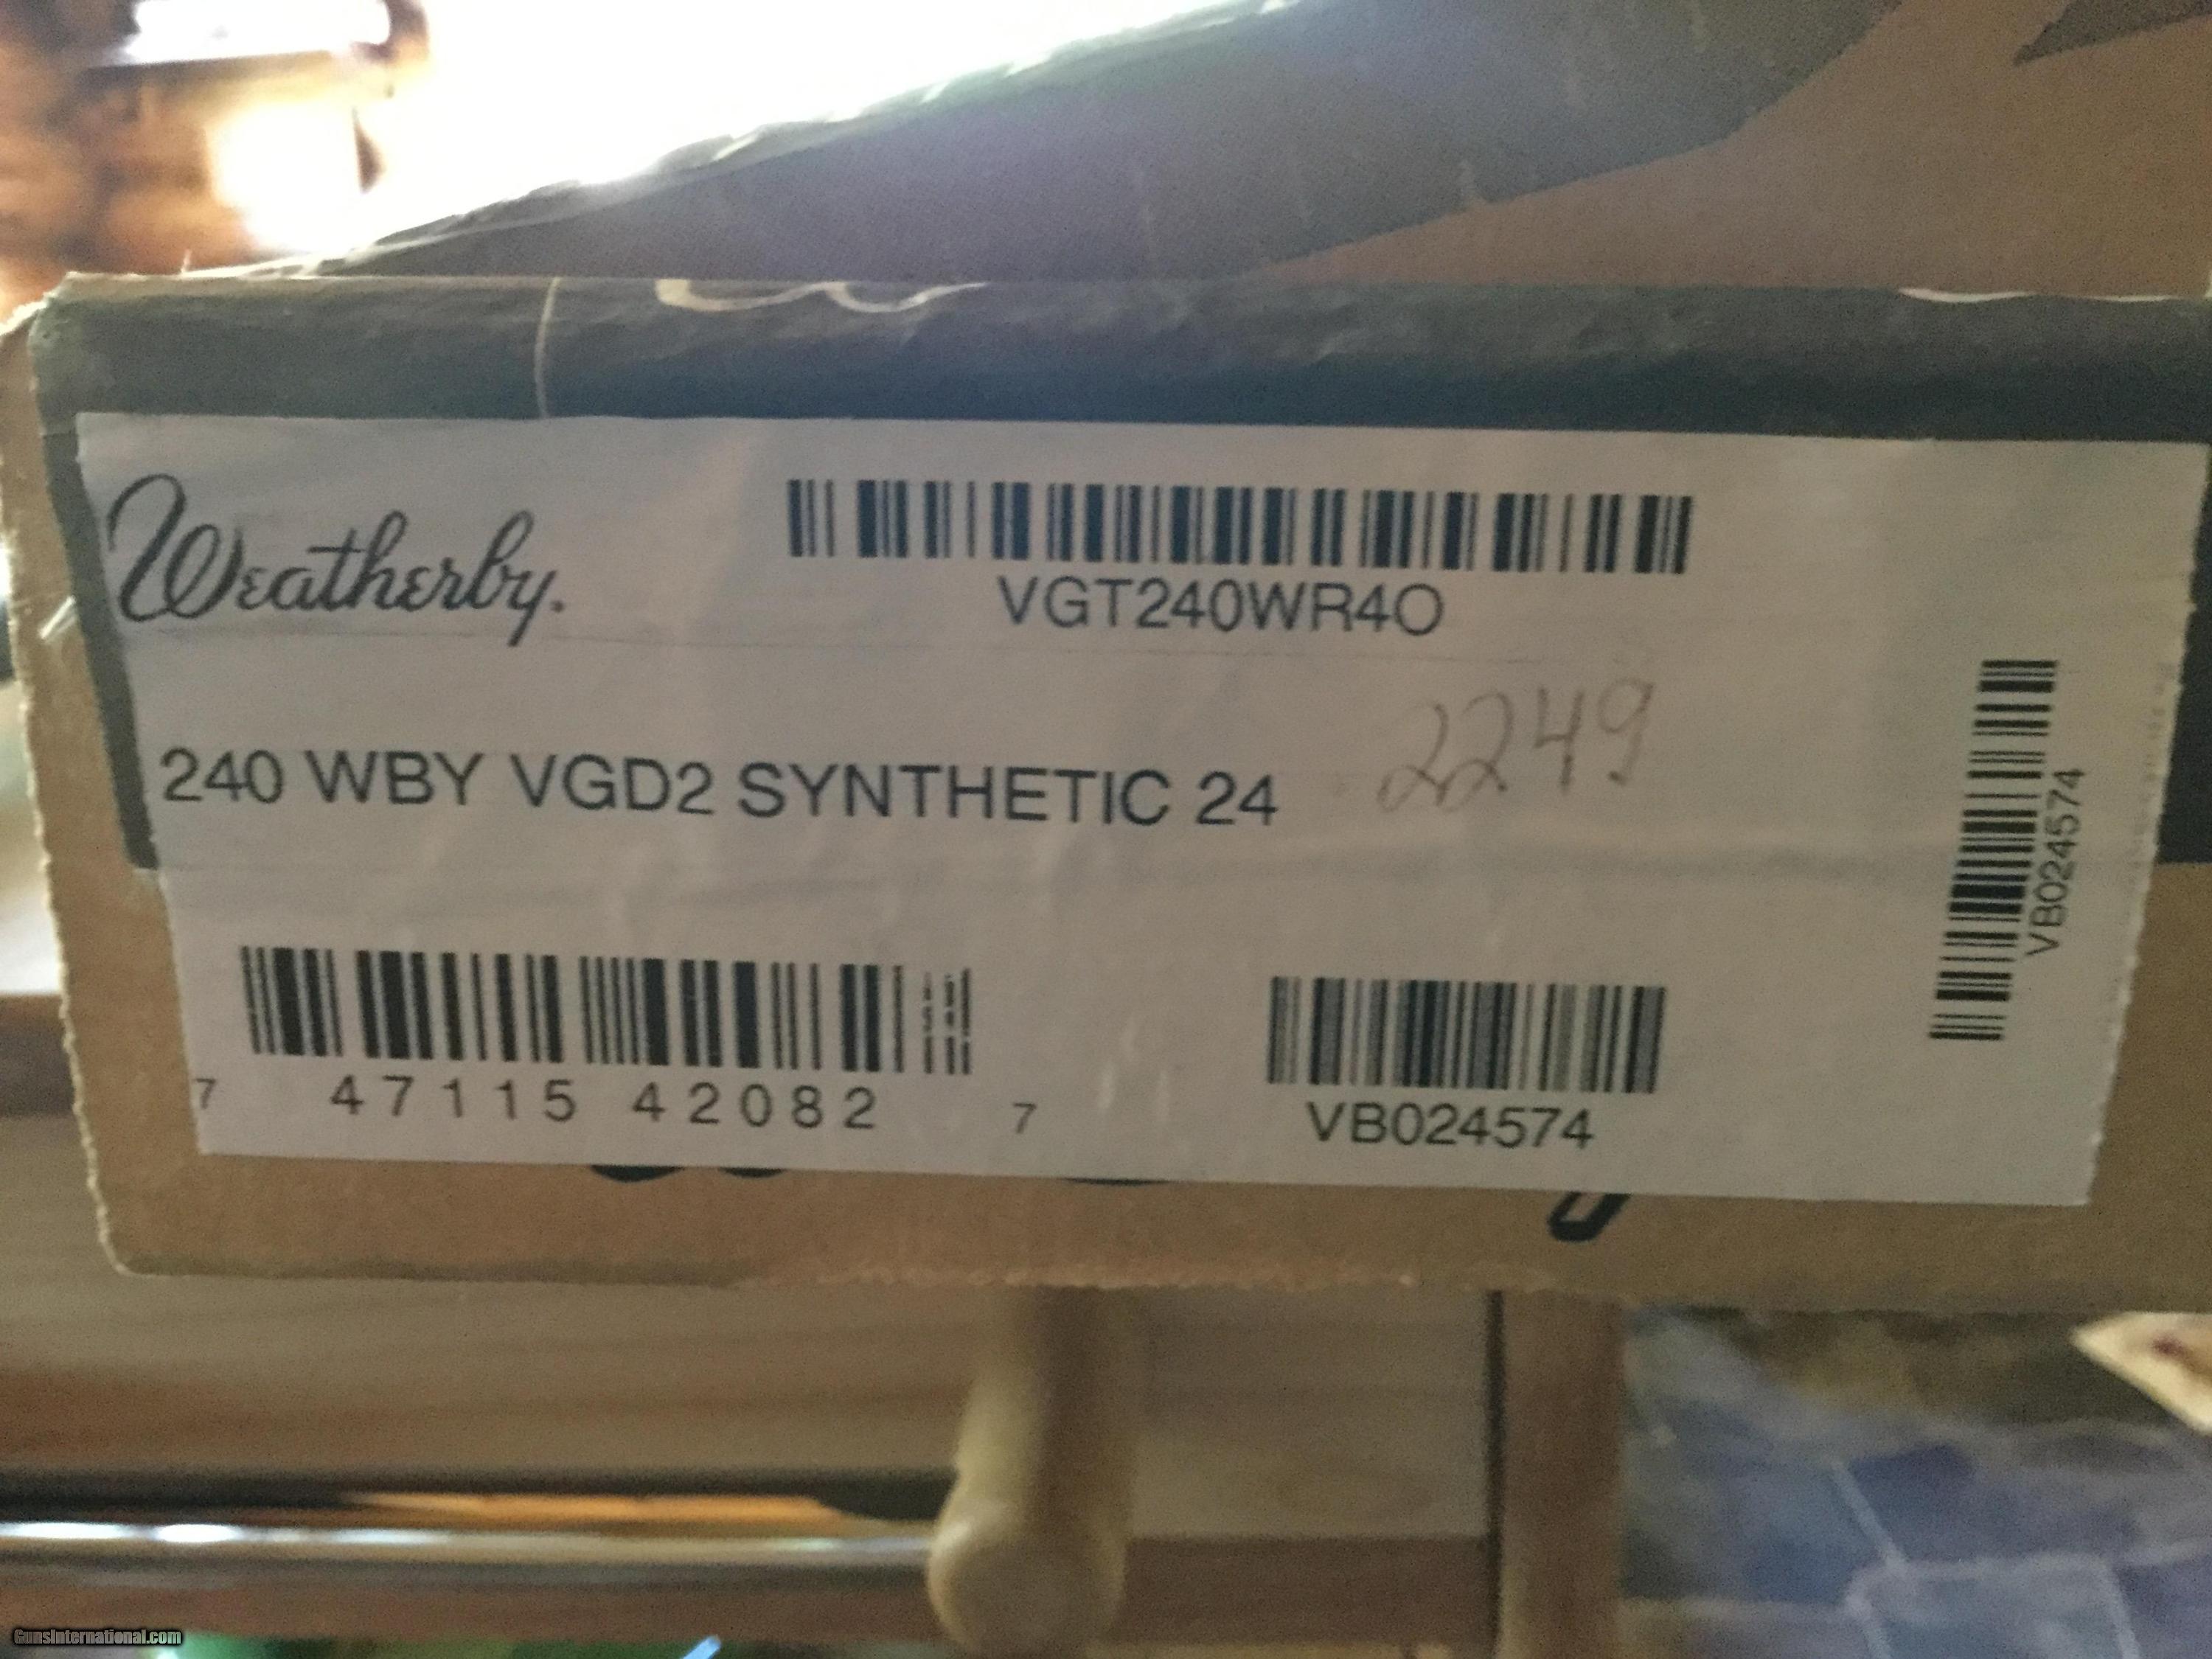 Weatherby.
VGT240WR4O
2249
240 WBY VGD2 SYNTHETIC 24
VB024574
7 47115 42082 7
VB024574
GunsInternational.com